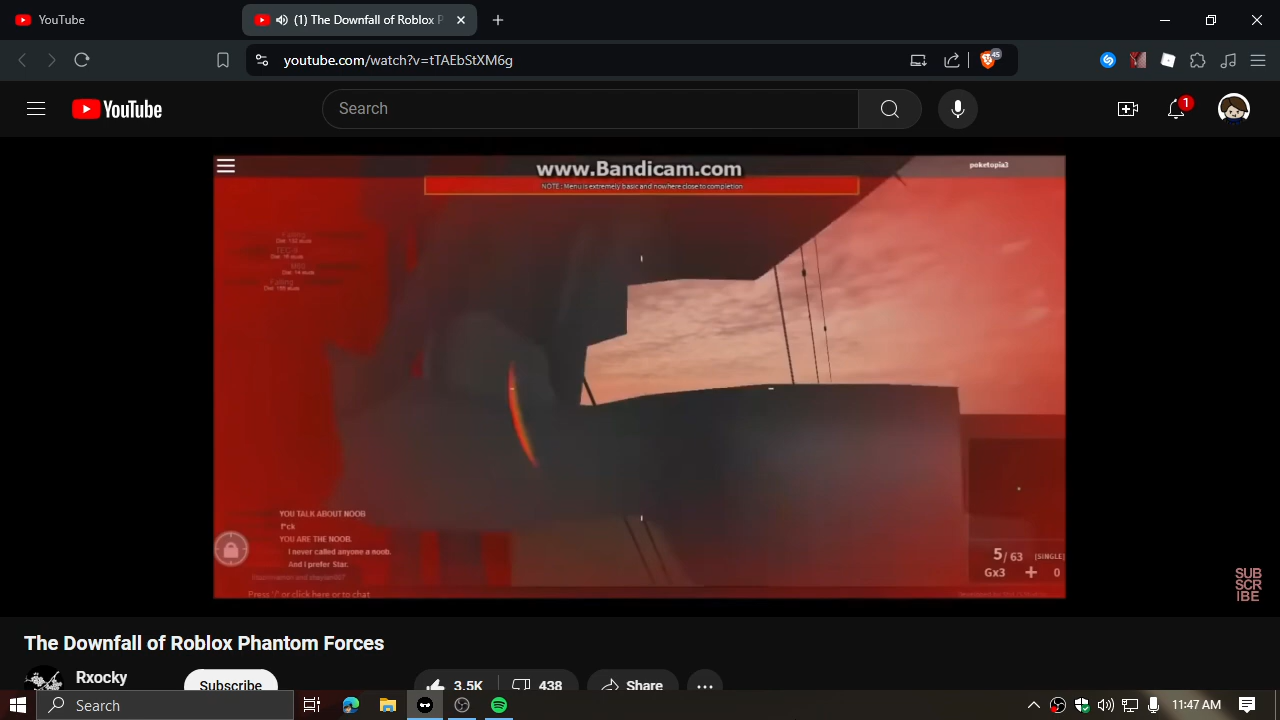 YouTube
(1) The Downfall of Roblox P
youtube.com/watch?v=tTAEbStXM6g
45
YouTube
Search
1
www.Bandicam.com
poketopia3
NOTE: Menu is extremely basic and nowhere close to completion
Falling
YOU TALK ABOUT NOOB
f*ck
YOU ARE THE NOOB.
I never called anyone a noob.
And I prefer Star.
Press '/' or click here to chat
5/63 [SINGLE]
Gx3 + 0
SUB
SCR
IBE
The Downfall of Roblox Phantom Forces
Rxocky
Subscribe
3.5K
438
Share
Search
11:47 AM